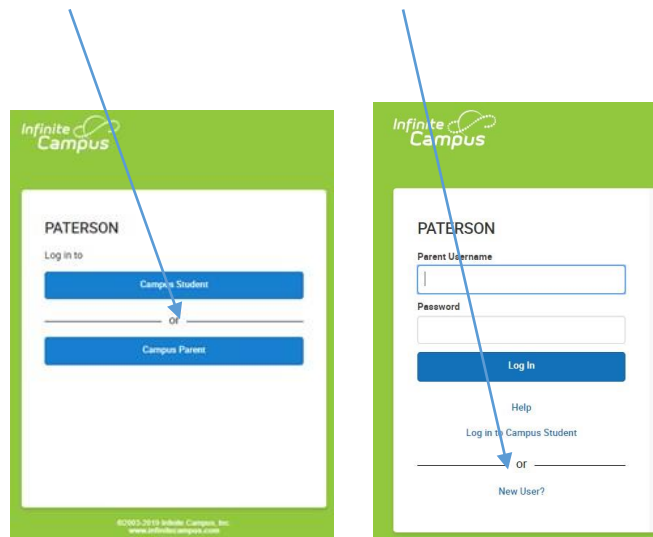 Infinite
Campus
PATERSON
Log in to
Campus Student
or
Campus Parent
©2003-2019 Infinite Campus, Inc.
www.infinitecampus.com
Infinite
Campus
PATERSON
Parent Username
Password
Log In
Help
Log in to Campus Student
or
New User?